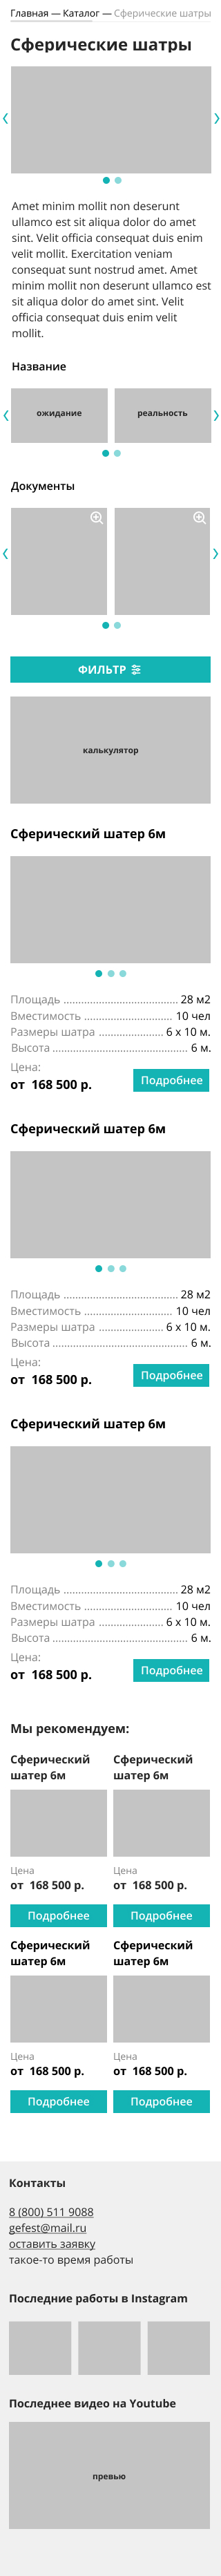 Главная — Каталог — Сферические шатры
Сферические шатры
Amet minim mollit non deserunt
ullamco est sit aliqua dolor do amet
sint. Velit officia consequat duis enim
velit mollit. Exercitation veniam
consequat sunt nostrud amet. Amet
minim mollit non deserunt ullamco est
sit aliqua dolor do amet sint. Velit
officia consequat duis enim velit
mollit.
Название
ожидание реальность
Документы
ФИЛЬТР
калькулятор
Сферический шатер 6м
Площадь ........................................ 28 м2
Вместимость ............................... 10 чел
Размеры шатра ...................... 6 х 10 м.
Высота ............................................... 6 м.
Цена:
от 168 500 р.
Подробнее
Сферический шатер 6м
Площадь ........................................ 28 м2
Вместимость ............................... 10 чел
Размеры шатра ...................... 6 х 10 м.
Высота ............................................... 6 м.
Цена:
от 168 500 р.
Подробнее
Сферический шатер 6м
Площадь ........................................ 28 м2
Вместимость ............................... 10 чел
Размеры шатра ...................... 6 х 10 м.
Высота ............................................... 6 м.
Цена:
от 168 500 р.
Подробнее
Мы рекомендуем:
Сферический шатер 6м
Цена
от 168 500 р.
Подробнее
Сферический шатер 6м
Цена
от 168 500 р.
Подробнее
Сферический шатер 6м
Цена
от 168 500 р.
Подробнее
Сферический шатер 6м
Цена
от 168 500 р.
Подробнее
Контакты
8 (800) 511 9088
gefest@mail.ru
оставить заявку
такое-то время работы
Последние работы в Instagram
Последнее видео на Youtube
превью